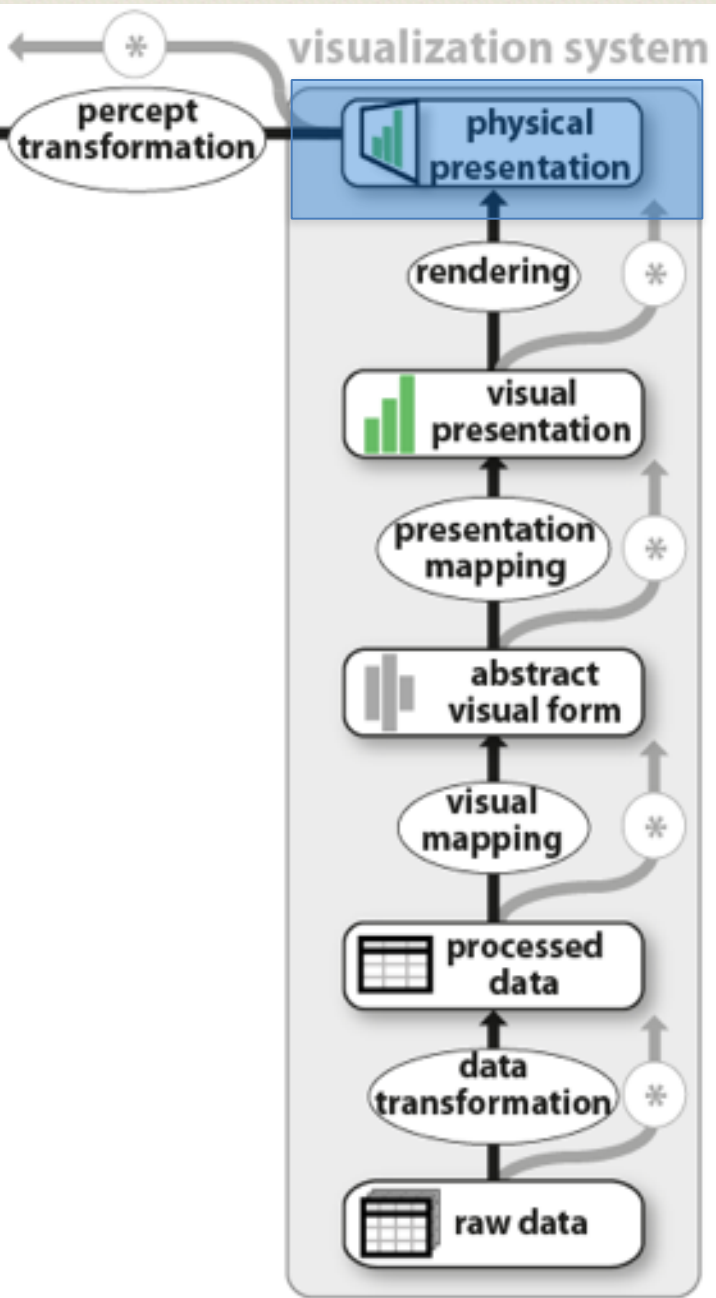 *
visualization system
percept
transformation
physical
presentation
rendering
*
visual
presentation
presentation
mapping
*
abstract
visual form
visual
mapping
*
processed
data
data
transformation
*
raw data